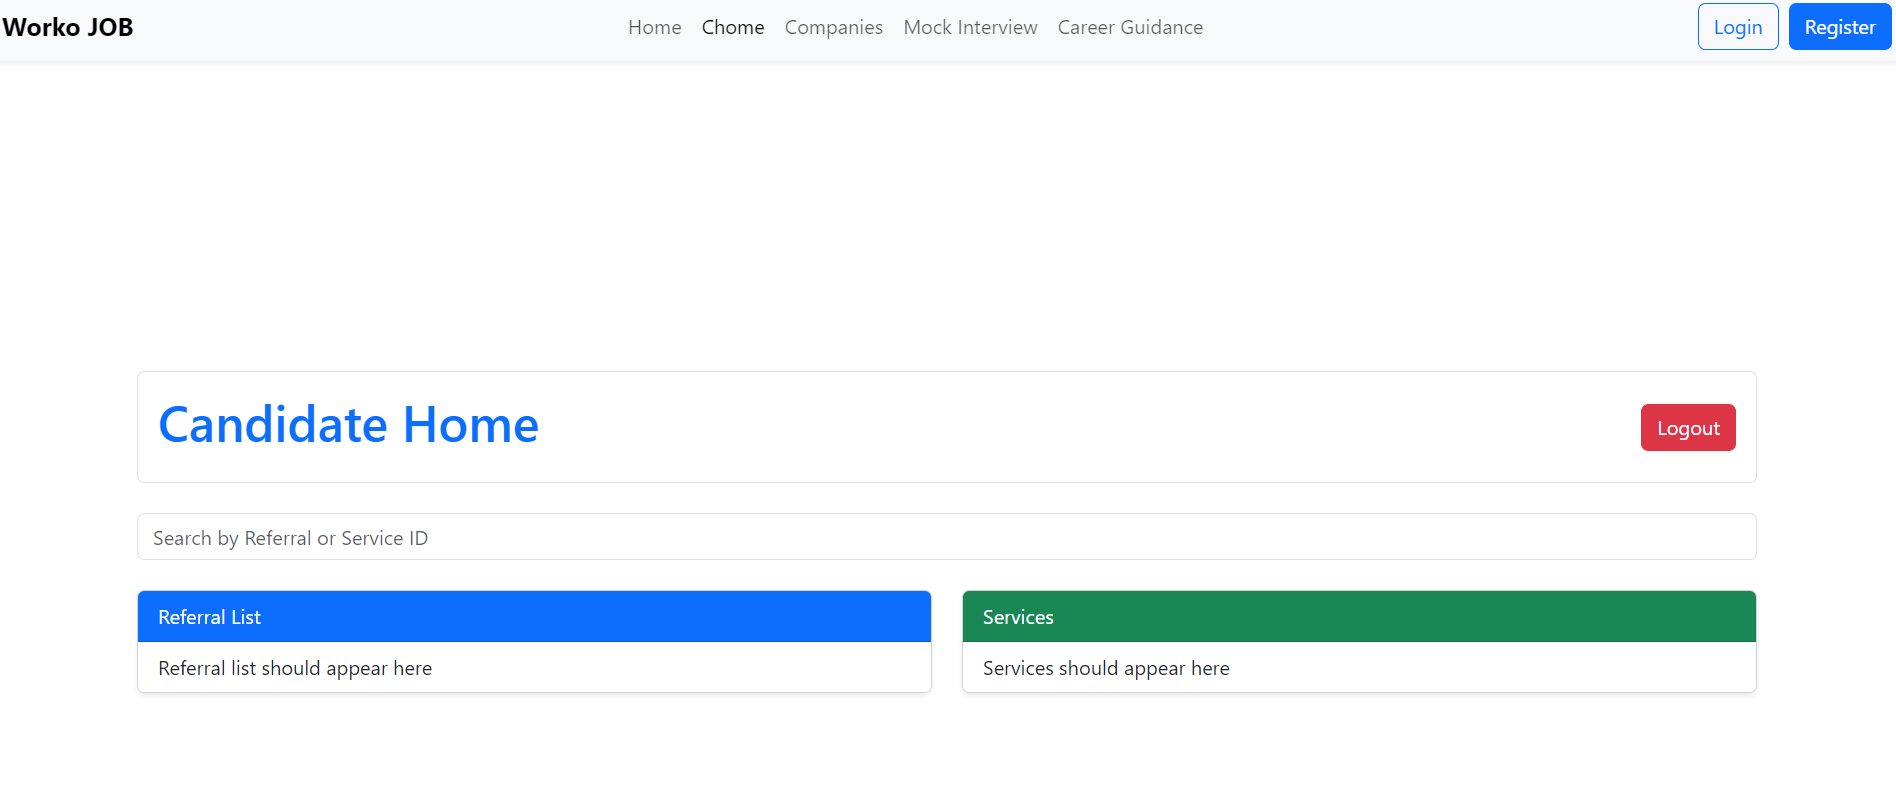 Worko JOB Home Chome Companies Mock Interview Career Guidance Login Register
Candidate Home
Logout
Search by Referral or Service ID
Referral List
Referral list should appear here
Services
Services should appear here